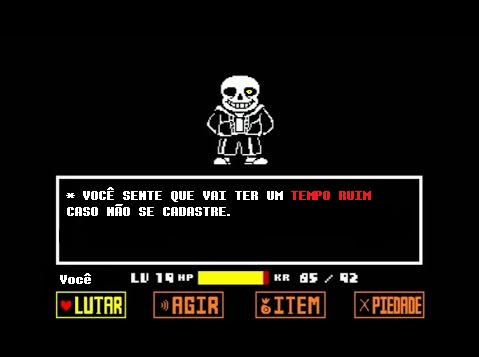 * VOCÊ SENTE QUE VAI TER UM TEMPO RUIM
CASO NÃO SE CADASTRE.
Você LV 19 HP KR 85 / 92
LUTAR AGIR ITEM PIEDADE